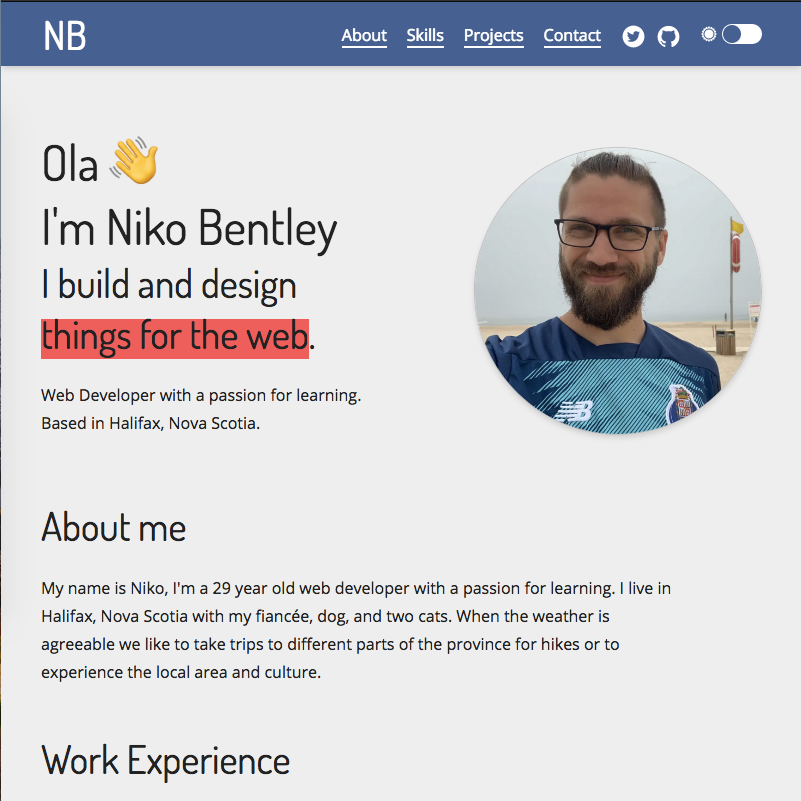 NB
About Skills Projects Contact
Ola 👋
I'm Niko Bentley
I build and design
things for the web.
Web Developer with a passion for learning.
Based in Halifax, Nova Scotia.
NB
About me
My name is Niko, I'm a 29 year old web developer with a passion for learning. I live in
Halifax, Nova Scotia with my fiancée, dog, and two cats. When the weather is
agreeable we like to take trips to different parts of the province for hikes or to
experience the local area and culture.
Work Experience